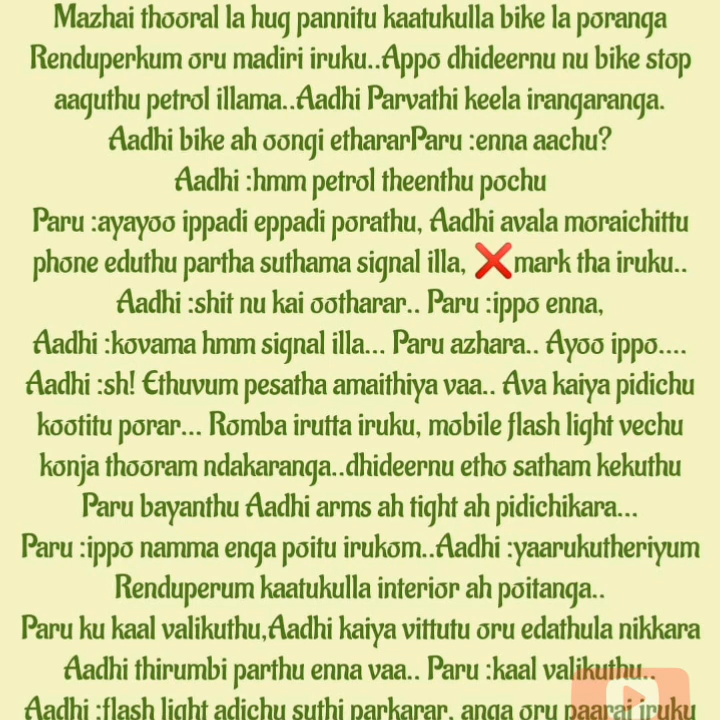 Mazhai thooral la hug pannitu kaatukulla bike la poranga
Renduperkum oru madiri iruku..Appo dhideernu nu bike stop
aaguthu petrol illama..Aadhi Parvathi keela irangaranga.
Aadhi bike ah oongi ethararParu :enna aachu?
Aadhi :hmm petrol theenthu pochu
Paru :ayayoo ippadi eppadi porathu, Aadhi avala moraichittu
phone eduthu partha suthama signal illa, ❌mark tha iruku..
Aadhi :shit nu kai ootharar.. Paru :ippo enna,
Aadhi :kovama hmm signal illa... Paru azhara.. Ayoo ippo....
Aadhi :sh! Ethuvum pesatha amaithiya vaa.. Ava kaiya pidichu
kootitu porar... Romba irutta iruku, mobile flash light vechu
konja thooram ndakaranga..dhideernu etho satham kekuthu
Paru bayanthu Aadhi arms ah tight ah pidichikara...
Paru :ippo namma enga poitu irukom..Aadhi :yaarukutheriyum
Renduperum kaatukulla interior ah poitanga..
Paru ku kaal valikuthu,Aadhi kaiya vittutu oru edathula nikkara
Aadhi thirumbi parthu enna vaa.. Paru :kaal valikuthu..
Aadhi :flash light adichu suthi parkarar, anga oru paarai iruku